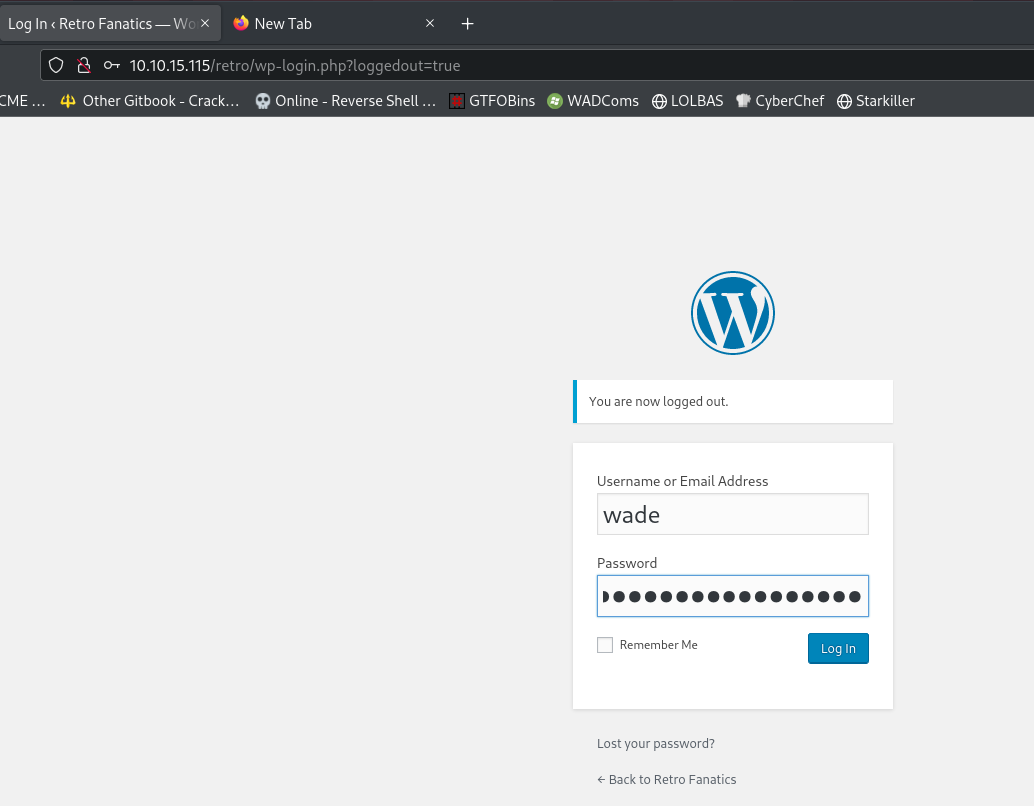 Log In ‹ Retro Fanatics — Wo
New Tab
10.10.15.115/retro/wp-login.php?loggedout=true
CME ... Other Gitbook - Crack... Online - Reverse Shell ... GTFOBins WADComs LOLBAS CyberChef Starkiller
You are now logged out.
Username or Email Address
wade
Password
Remember Me
Log In
Lost your password?
← Back to Retro Fanatics